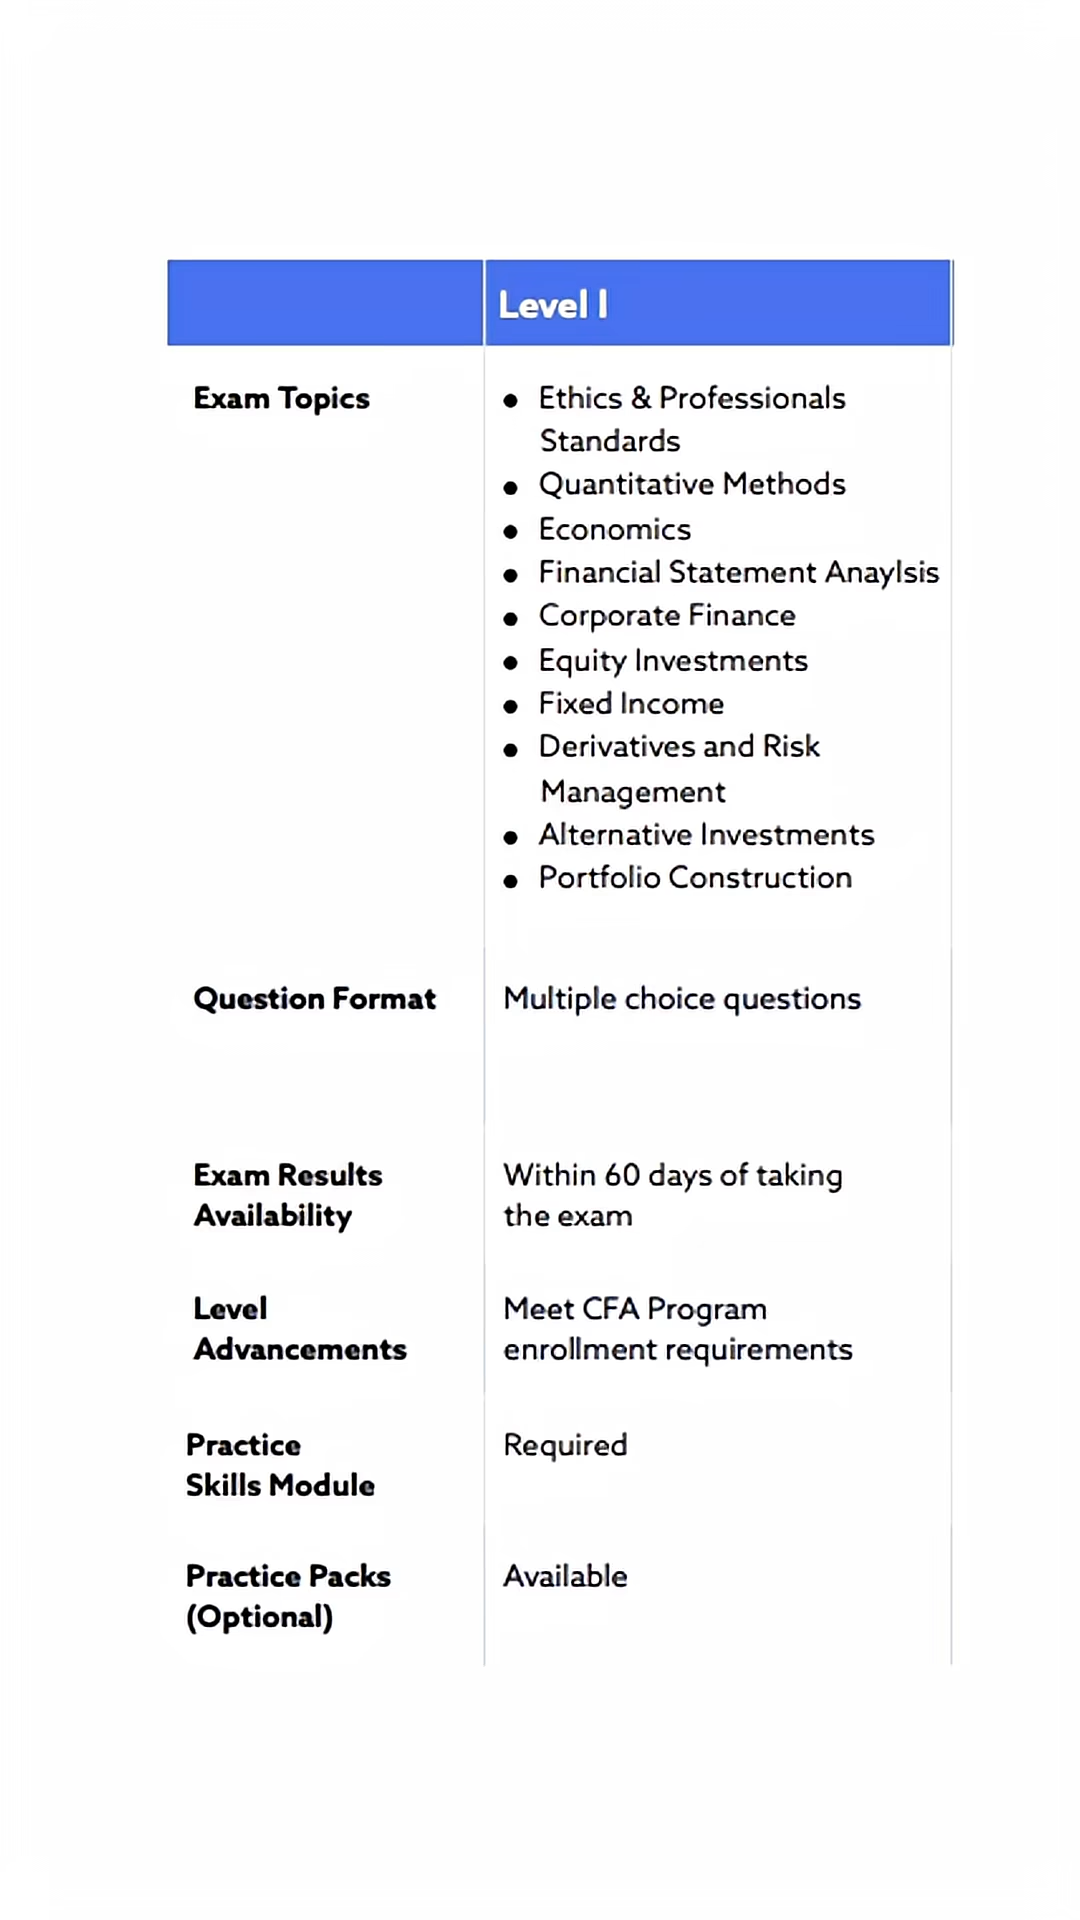 Level I
Exam Topics
• Ethics & Professionals
Standards
• Quantitative Methods
• Economics
• Financial Statement Anaylsis
• Corporate Finance
• Equity Investments
• Fixed Income
• Derivatives and Risk
Management
• Alternative Investments
• Portfolio Construction
Question Format
Multiple choice questions
Exam Results
Availability
Within 60 days of taking
the exam
Level
Advancements
Meet CFA Program
enrollment requirements
Practice
Skills Module
Required
Practice Packs
(Optional)
Available